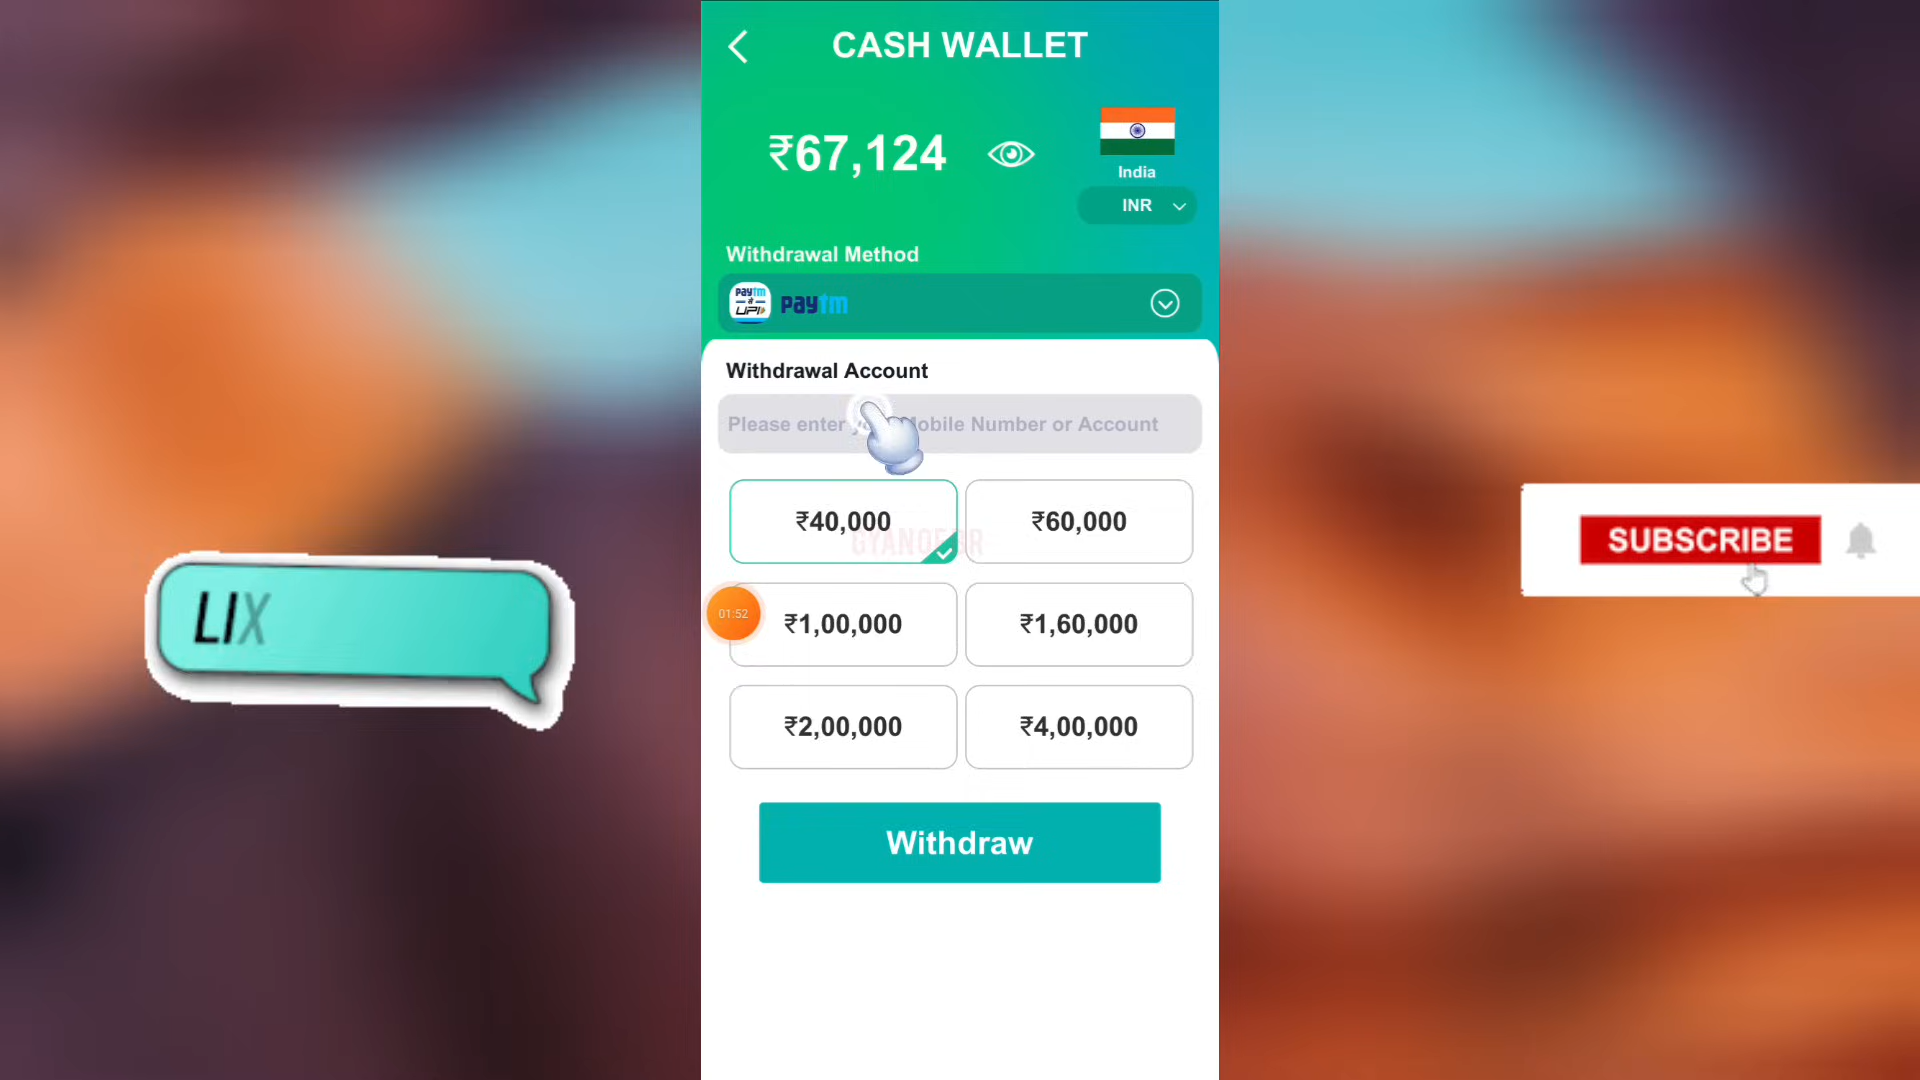 CASH WALLET
₹67,124
India
INR
Withdrawal Method
paytm
से
UPI
paytm
Withdrawal Account
Please enter Mobile Number or Account
₹40,000
₹60,000
01:52
₹1,00,000
₹1,60,000
₹2,00,000
₹4,00,000
Withdraw
LIX
SUBSCRIBE